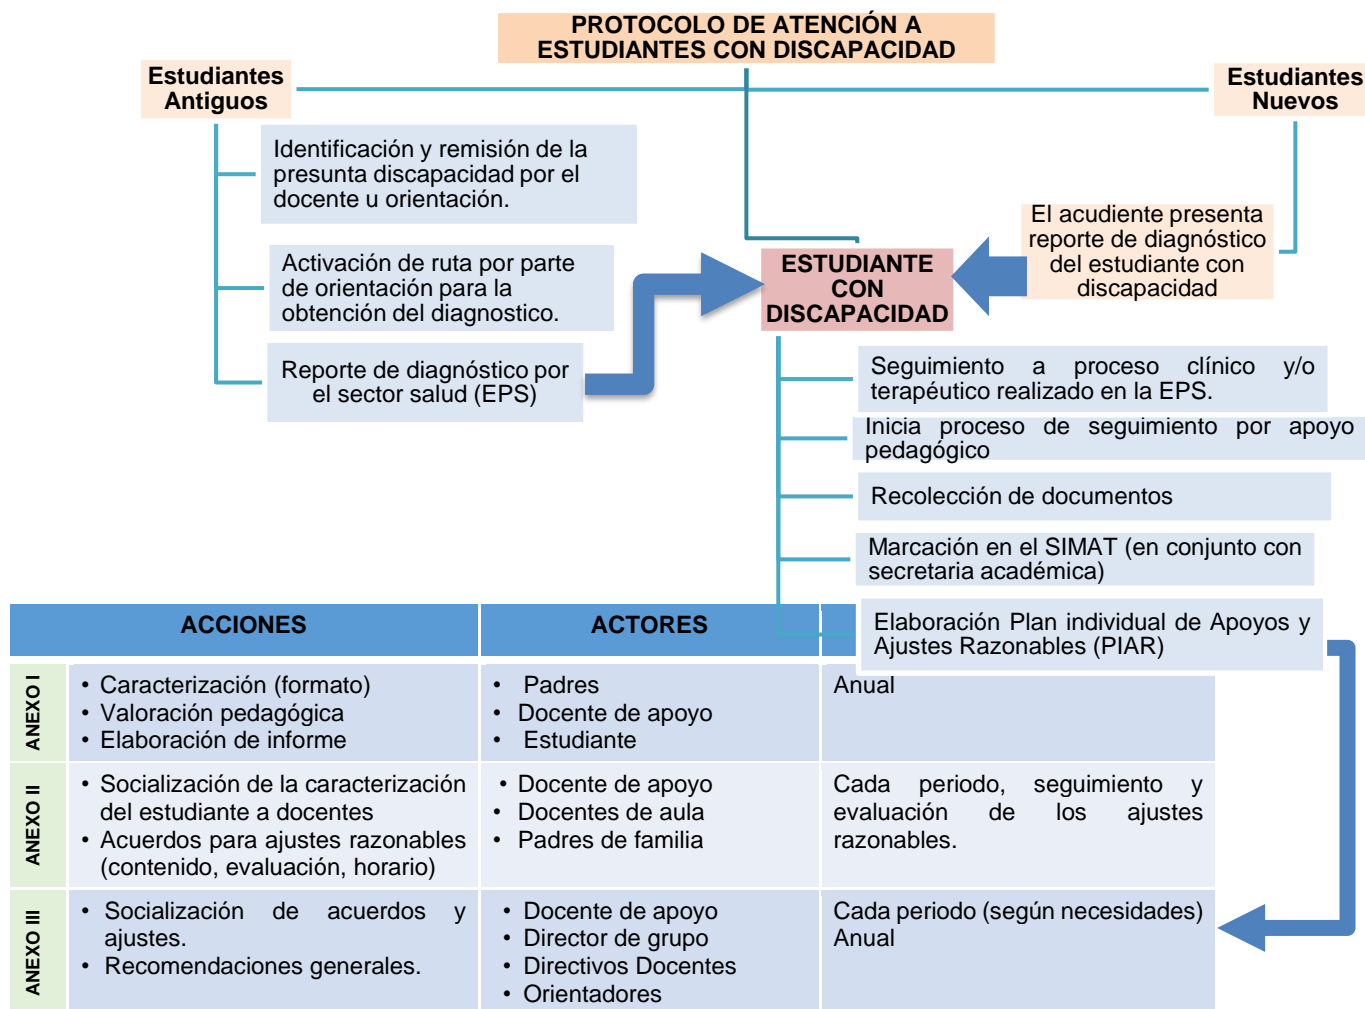 PROTOCOLO DE ATENCIÓN A
ESTUDIANTES CON DISCAPACIDAD
Estudiantes
Antiguos
Estudiantes
Nuevos
Identificación y remisión de la
presunta discapacidad por el
docente u orientación.
Activación de ruta por parte
de orientación para la
obtención del diagnostico.
Reporte de diagnóstico por
el sector salud (EPS)
El acudiente presenta
reporte de diagnóstico
del estudiante con
discapacidad
ESTUDIANTE
CON
DISCAPACIDAD
Seguimiento a proceso clínico y/o
terapéutico realizado en la EPS.
Inicia proceso de seguimiento por apoyo
pedagógico
Recolección de documentos
Marcación en el SIMAT (en conjunto con
secretaria académica)
Elaboración Plan individual de Apoyos y
Ajustes Razonables (PIAR)
ACCIONES
ACTORES
ANEXO I
• Caracterización (formato)
• Valoración pedagógica
• Elaboración de informe
• Padres
• Docente de apoyo
• Estudiante
Anual
ANEXO II
• Socialización de la caracterización
del estudiante a docentes
• Acuerdos para ajustes razonables
(contenido, evaluación, horario)
• Docente de apoyo
• Docentes de aula
• Padres de familia
Cada periodo, seguimiento y
evaluación de los ajustes
razonables.
ANEXO III
• Socialización de acuerdos y
ajustes.
• Recomendaciones generales.
• Docente de apoyo
• Director de grupo
• Directivos Docentes
• Orientadores
Cada periodo (según necesidades)
Anual